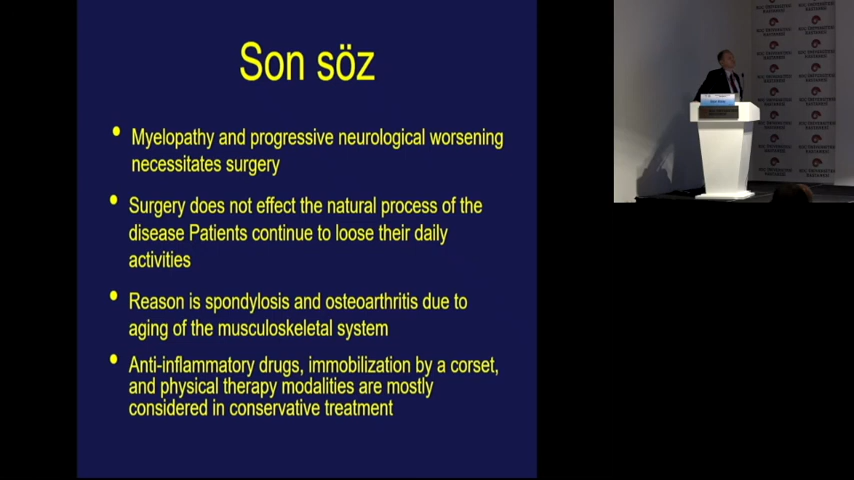 Son söz
Myelopathy and progressive neurological worsening
necessitates surgery
Surgery does not effect the natural process of the
disease Patients continue to loose their daily
activities
Reason is spondylosis and osteoarthritis due to
aging of the musculoskeletal system
Anti-inflammatory drugs, immobilization by a corset,
and physical therapy modalities are mostly
considered in conservative treatment